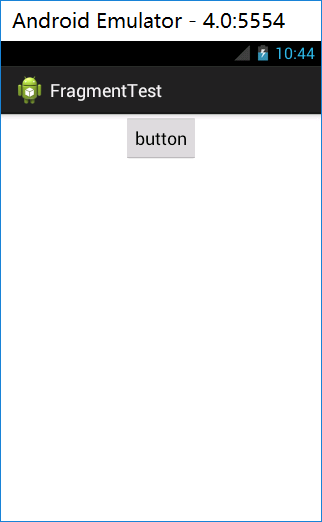 Android Emulator - 4.0:5554
10:44
FragmentTest
button